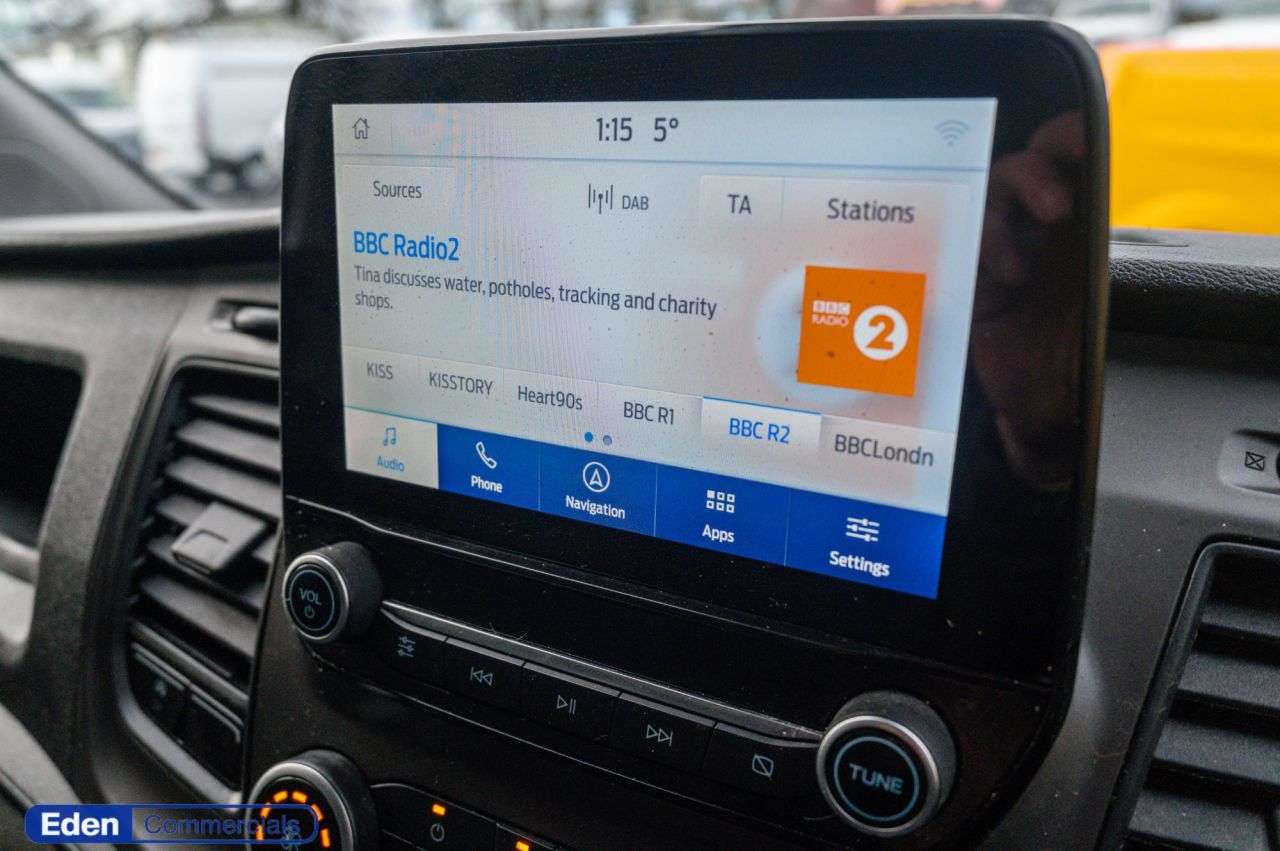 1:15 5°
Sources
DAB
TA
Stations
BBC Radio2
Tina discusses water, potholes, tracking and charity
shops.
BBC
RADIO
2
KISS
KISSTORY
Heart90s
BBC R1
BBC R2
BBCLondn
Audio
Phone
Navigation
Apps
Settings
VOL
TUNE
Eden Commercials